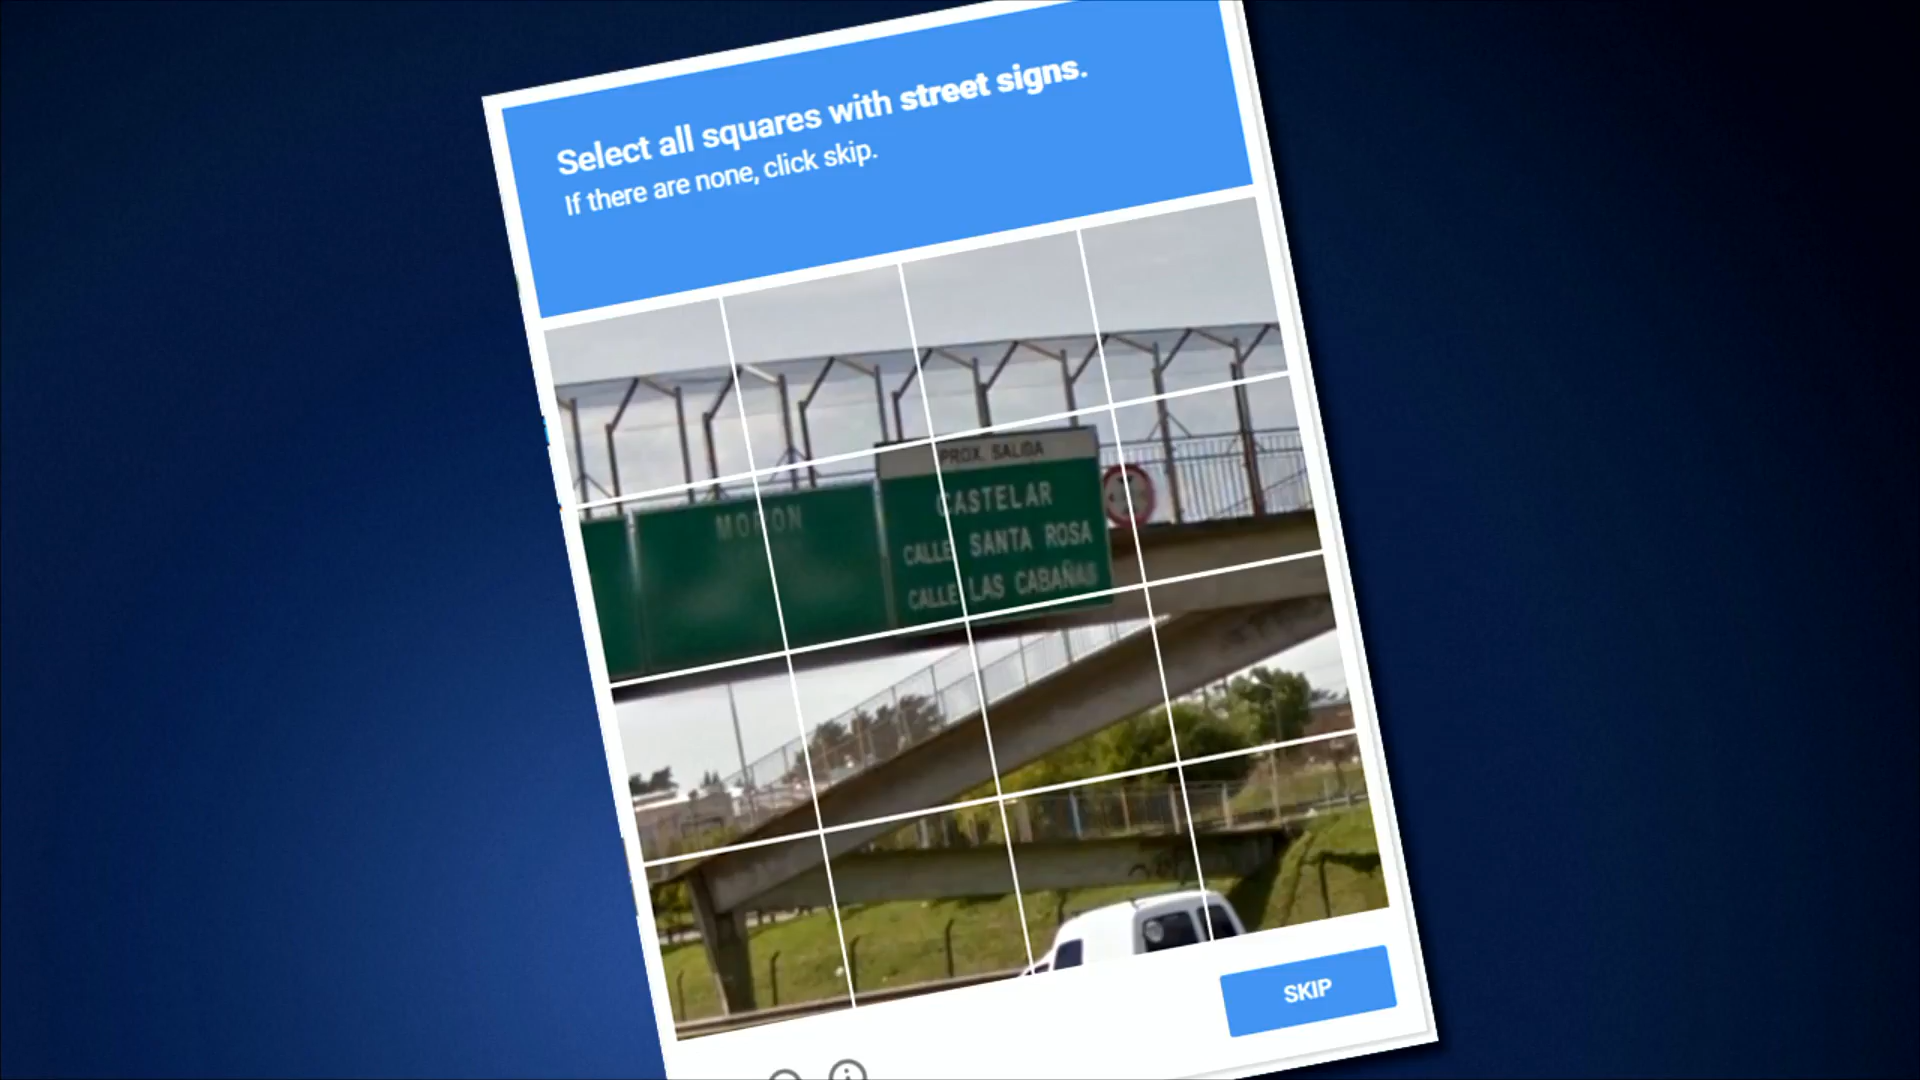 Select all squares with street signs.
If there are none, click skip.
PROX. SALIDA
MORON
CASTELAR
CALLE SANTA ROSA
CALLE LAS CABAÑAS
SKIP